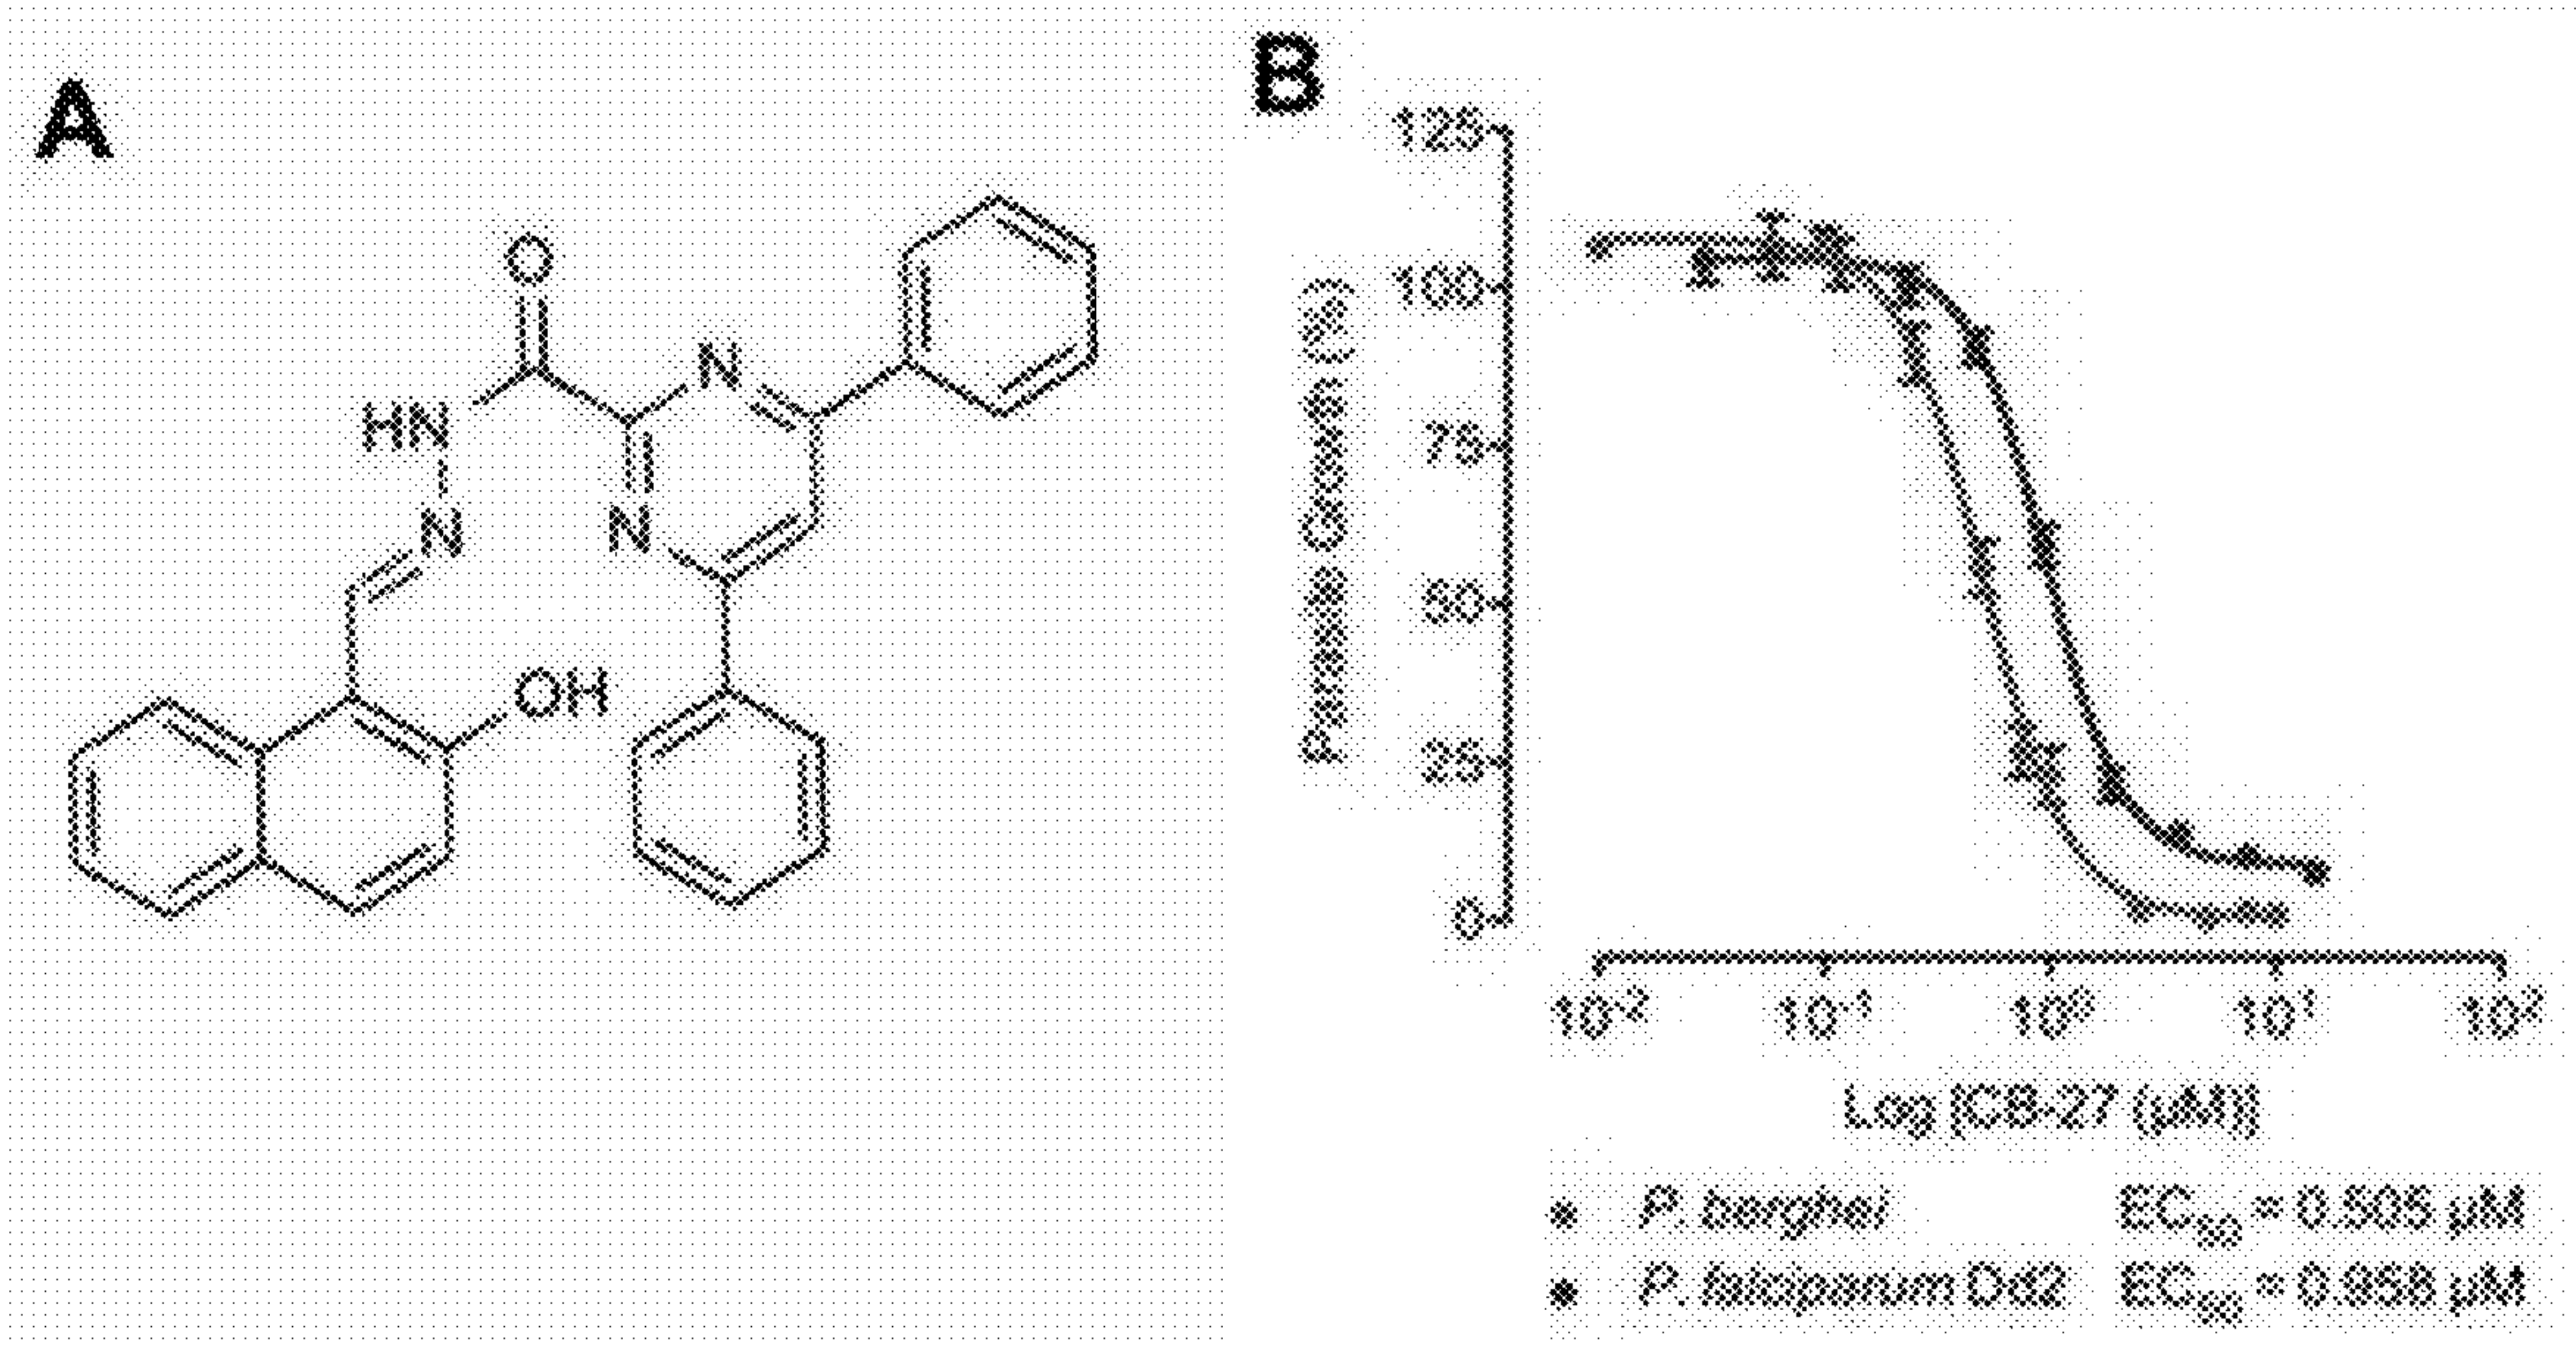 A
O
N
HN
N
N
OH
B
125
100
75
50
25
0
Parasite Growth (%)
10-2 10-1 100 101 102
Log [CB-27 (µM)]
P. berghei EC50 = 0.505 µM
P. falciparum Dd2 EC50 = 0.958 µM